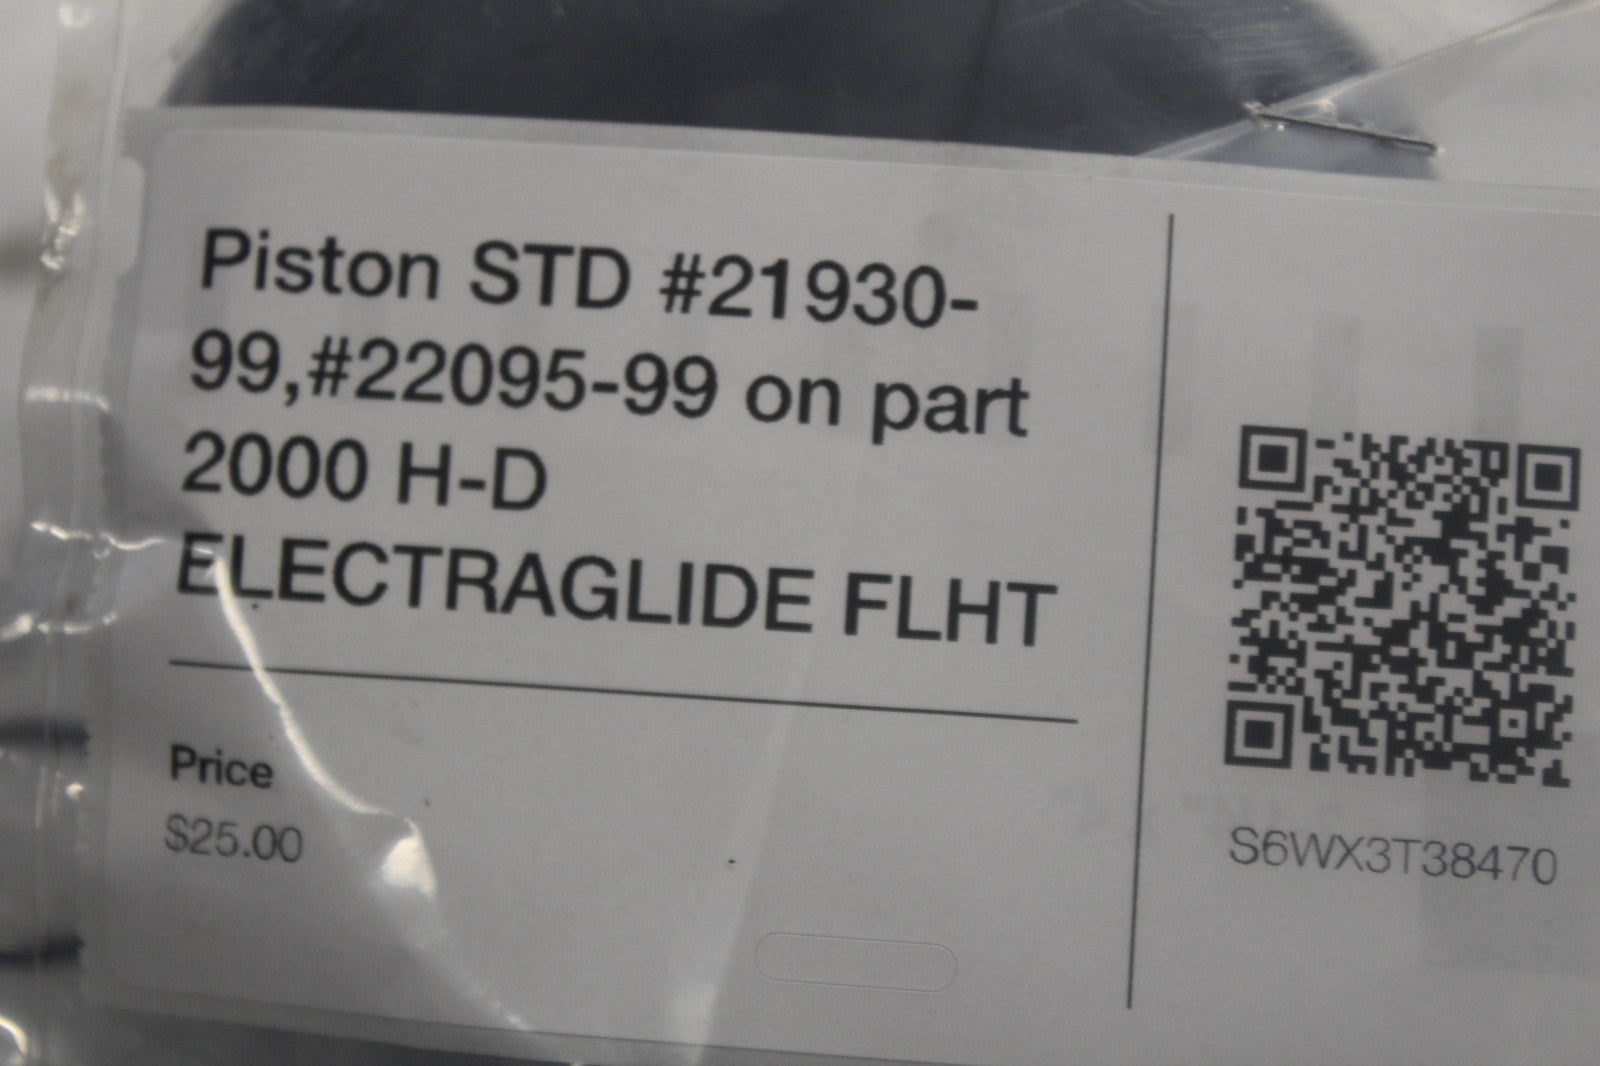 Piston STD #21930-
99,#22095-99 on part
2000 H-D
ELECTRAGLIDE FLHT
Price
$25.00
S6WX3T38470